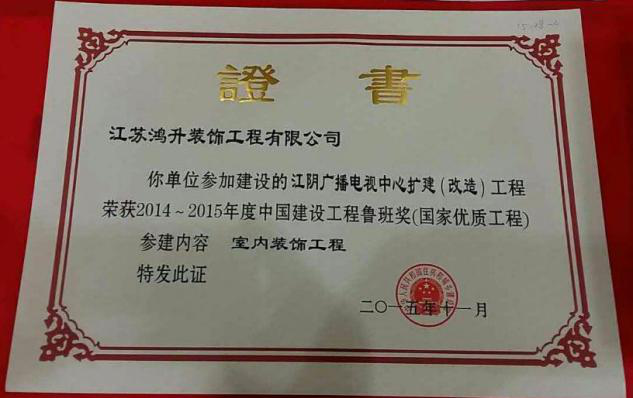 證書
江苏鸿升装饰工程有限公司
你单位参加建设的江阴广播电视中心扩建(改造)工程
荣获2014～2015年度中国建设工程鲁班奖(国家优质工程)
参建内容 室内装饰工程
特发此证
二〇一五年十一月